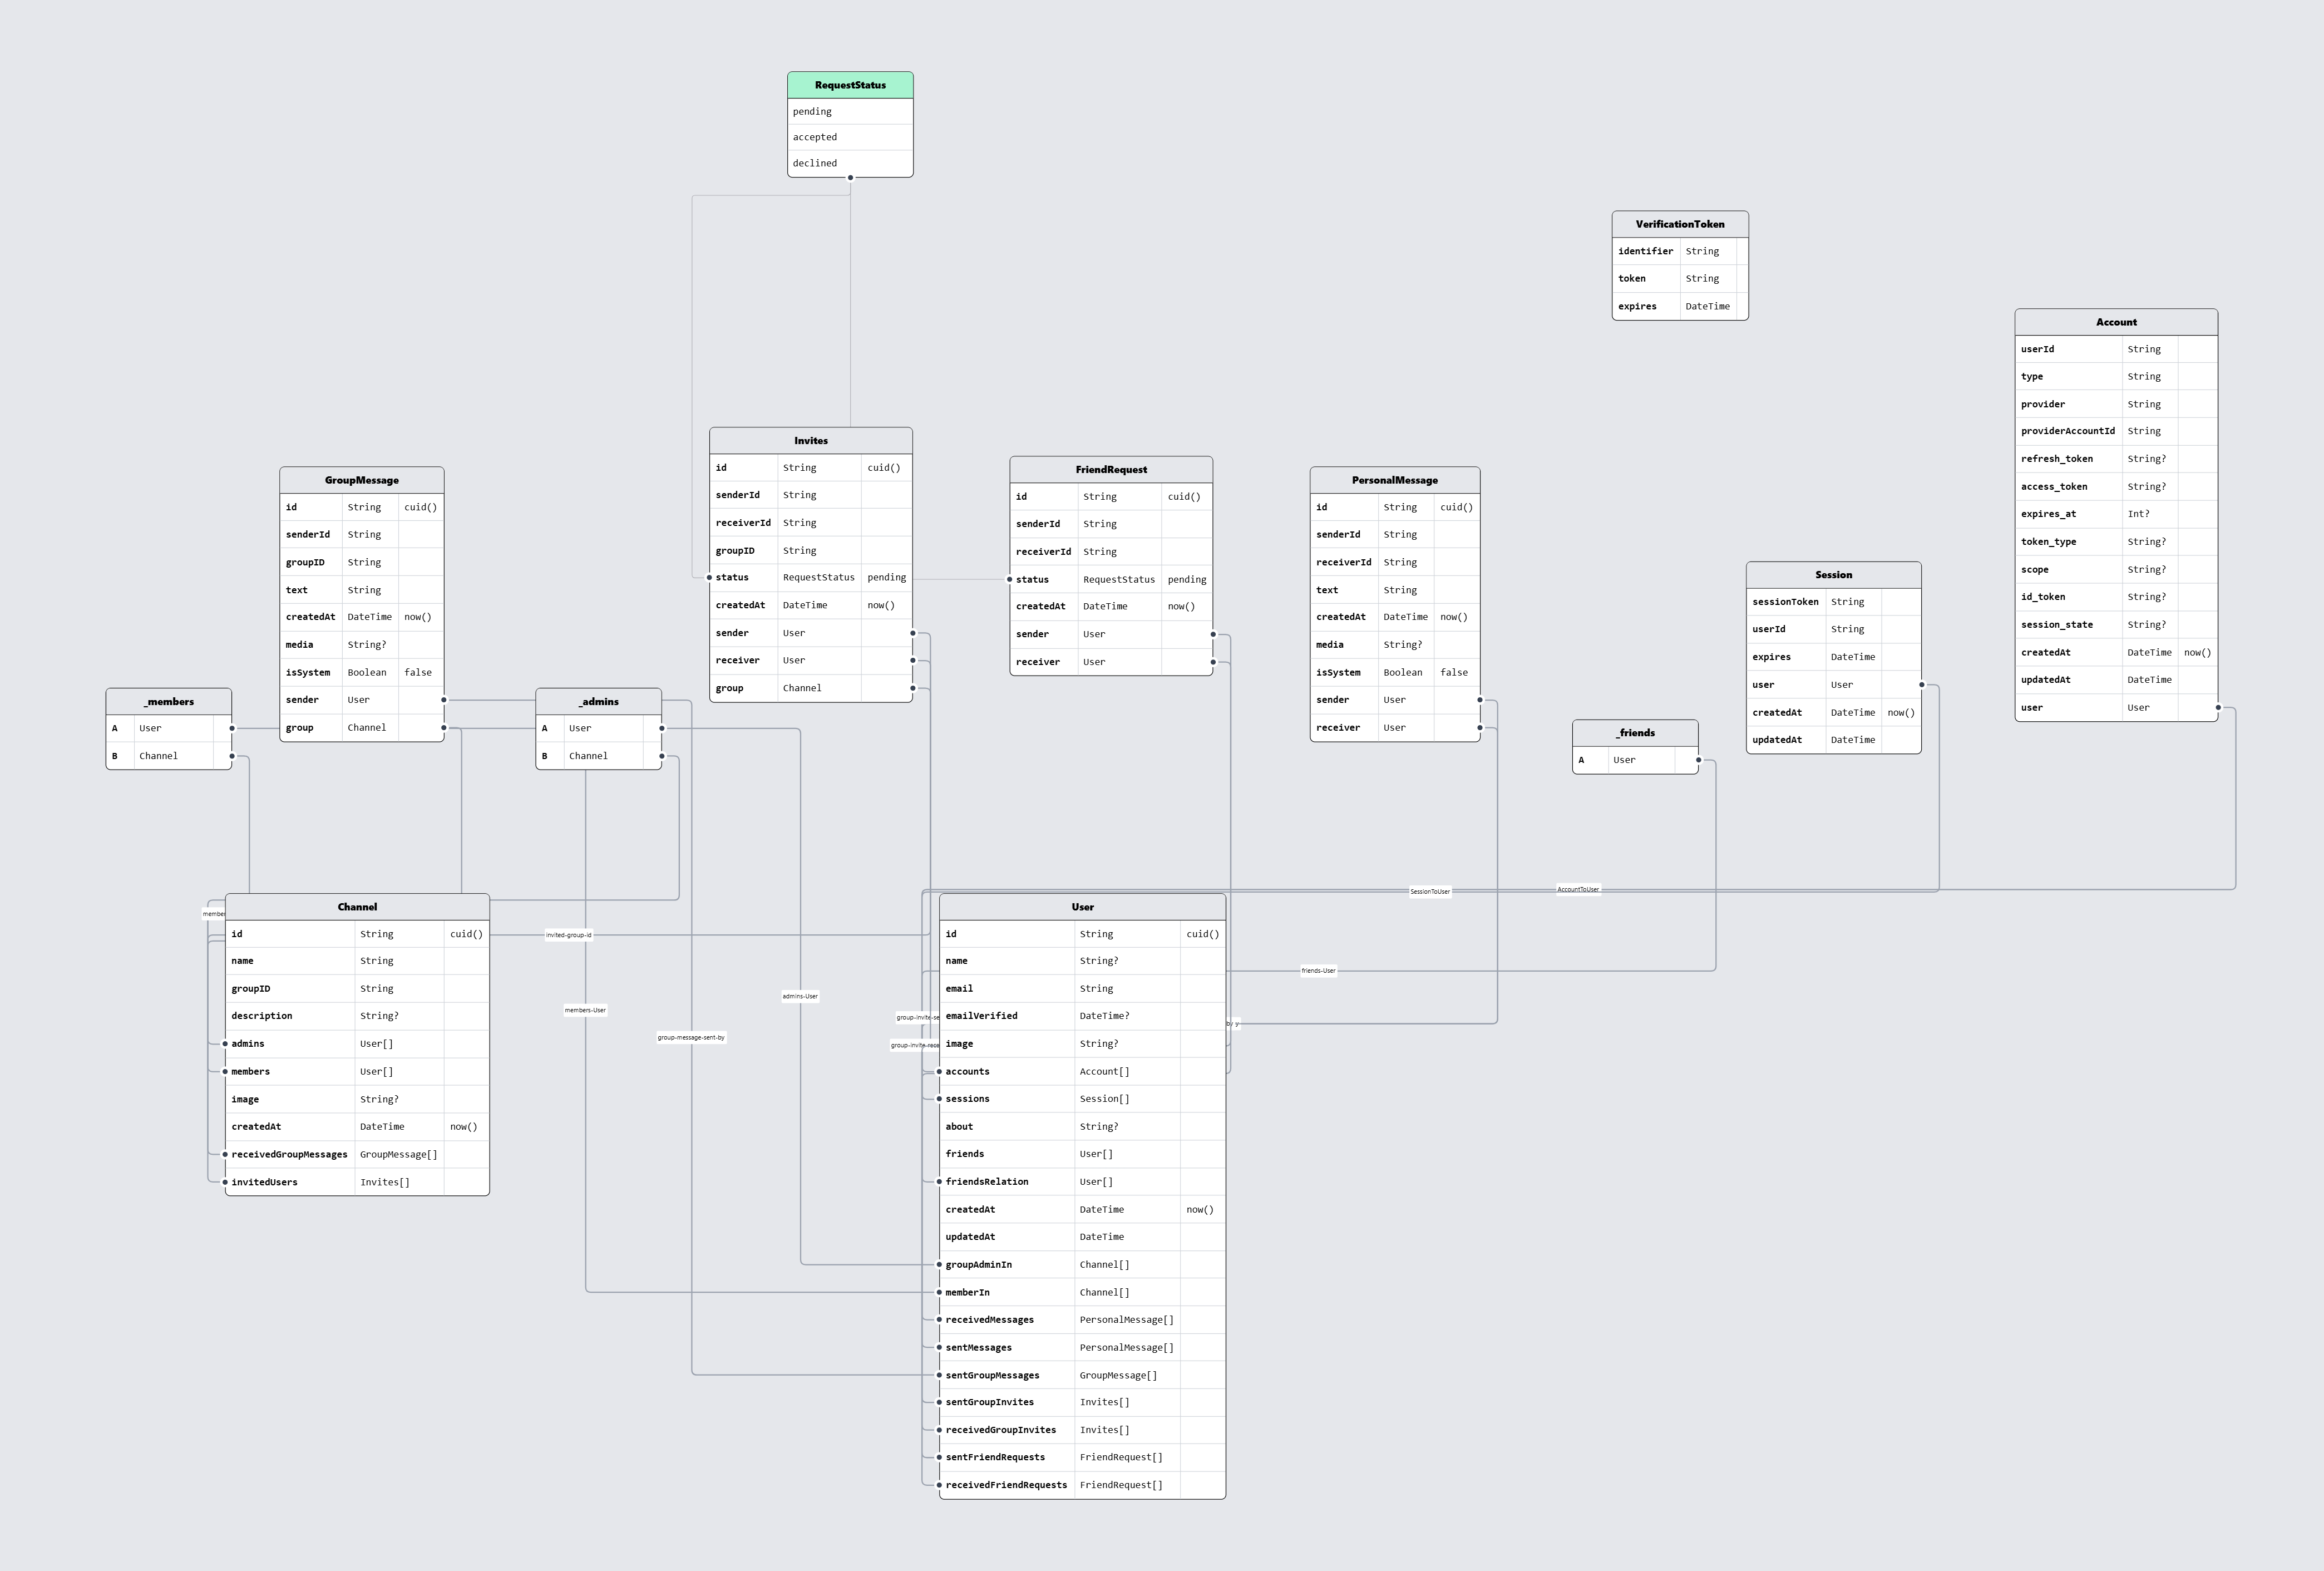 RequestStatus
pending
accepted
declined
VerificationToken
identifier String
token String
expires DateTime
Account
userId String
type String
provider String
providerAccountId String
refresh_token String?
access_token String?
expires_at Int?
token_type String?
scope String?
id_token String?
session_state String?
createdAt DateTime now()
updatedAt DateTime
user User
Invites
id String cuid()
senderId String
receiverId String
groupID String
status RequestStatus pending
createdAt DateTime now()
sender User
receiver User
group Channel
FriendRequest
id String cuid()
senderId String
receiverId String
status RequestStatus pending
createdAt DateTime now()
sender User
receiver User
GroupMessage
id String cuid()
senderId String
groupID String
text String
createdAt DateTime now()
media String?
isSystem Boolean false
sender User
group Channel
PersonalMessage
id String cuid()
senderId String
receiverId String
text String
createdAt DateTime now()
media String?
isSystem Boolean false
sender User
receiver User
Session
sessionToken String
userId String
expires DateTime
user User
createdAt DateTime now()
updatedAt DateTime
_members
A User
B Channel
_admins
A User
B Channel
_friends
A User
SessionToUser
AccountToUser
member
Channel
id String cuid()
name String
groupID String
description String?
admins User[]
members User[]
image String?
createdAt DateTime now()
receivedGroupMessages GroupMessage[]
invitedUsers Invites[]
invited-group-id
members-User
group-message-sent-by
admins-User
friends-User
group-invite-se
group-invite-rece
by y
User
id String cuid()
name String?
email String
emailVerified DateTime?
image String?
accounts Account[]
sessions Session[]
about String?
friends User[]
friendsRelation User[]
createdAt DateTime now()
updatedAt DateTime
groupAdminIn Channel[]
memberIn Channel[]
receivedMessages PersonalMessage[]
sentMessages PersonalMessage[]
sentGroupMessages GroupMessage[]
sentGroupInvites Invites[]
receivedGroupInvites Invites[]
sentFriendRequests FriendRequest[]
receivedFriendRequests FriendRequest[]